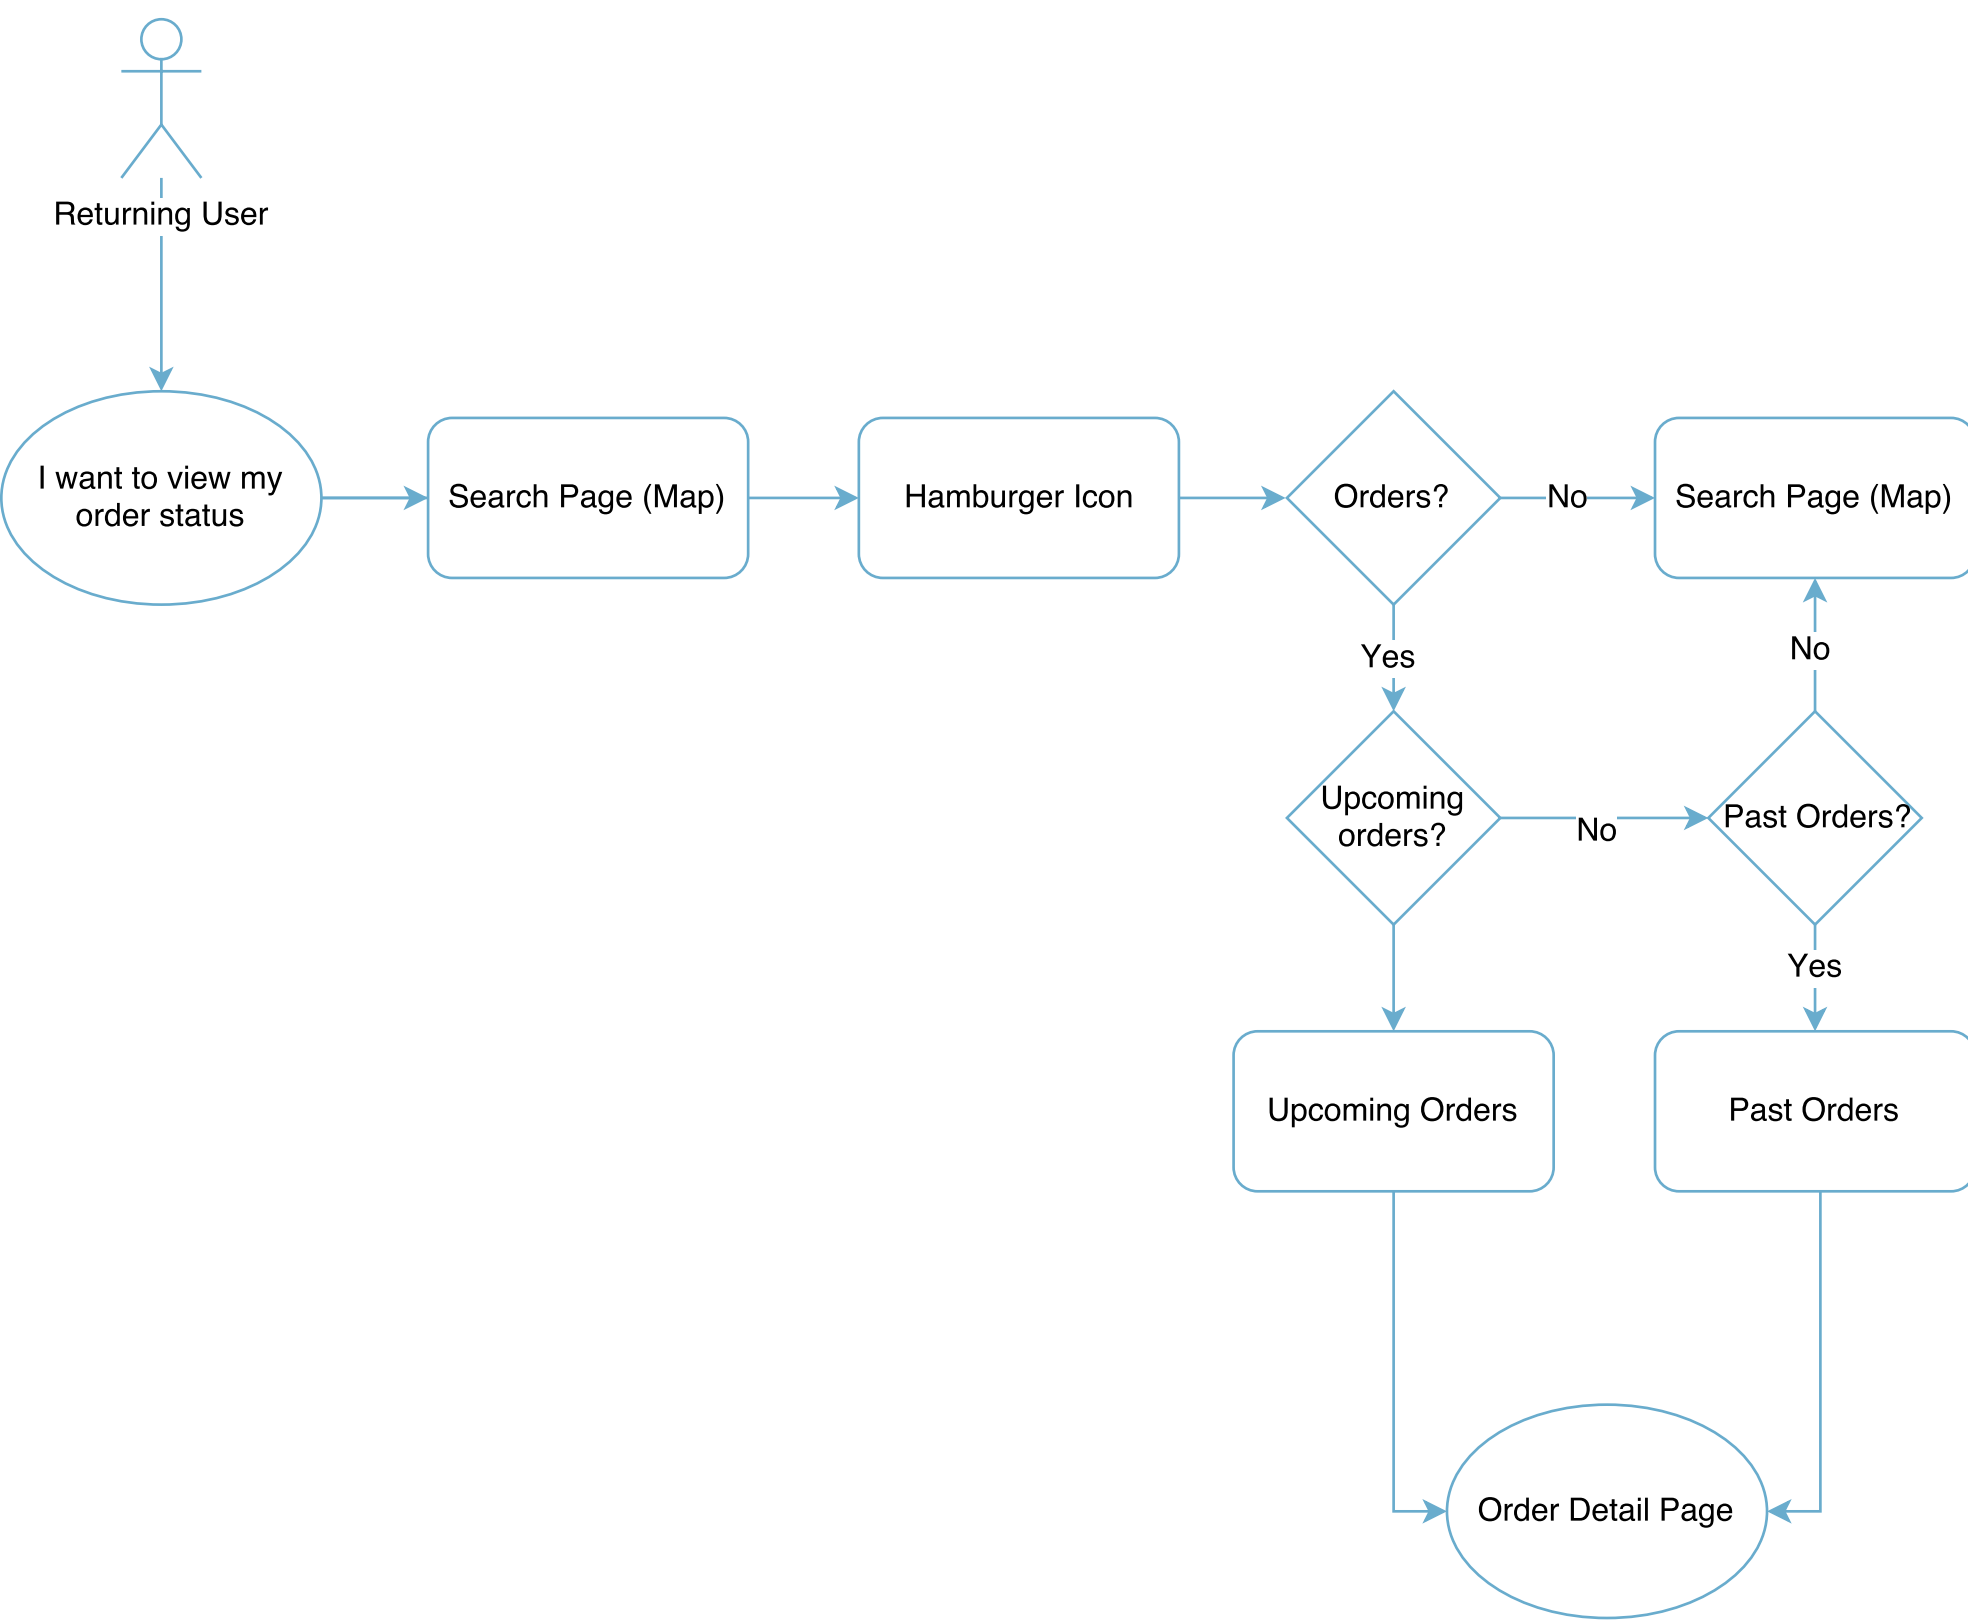 Returning User
I want to view my
order status
Search Page (Map)
Hamburger Icon
Orders?
No
Search Page (Map)
Yes
No
Upcoming
orders?
No
Past Orders?
Yes
Upcoming Orders
Past Orders
Order Detail Page